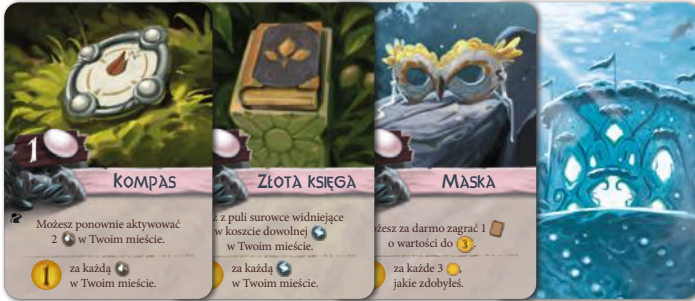 1
KOMPAS
Możesz ponownie aktywować
2 w Twoim mieście.
1 za każdą
w Twoim mieście.
ZŁOTA KSIĘGA
z puli surowce widniejące
w koszcie dowolnej
w Twoim mieście.
za każdą
w Twoim mieście.
MASKA
za darmo zagrać 1
o wartości do 3.
za każde 3 ,
jakie zdobyłeś.